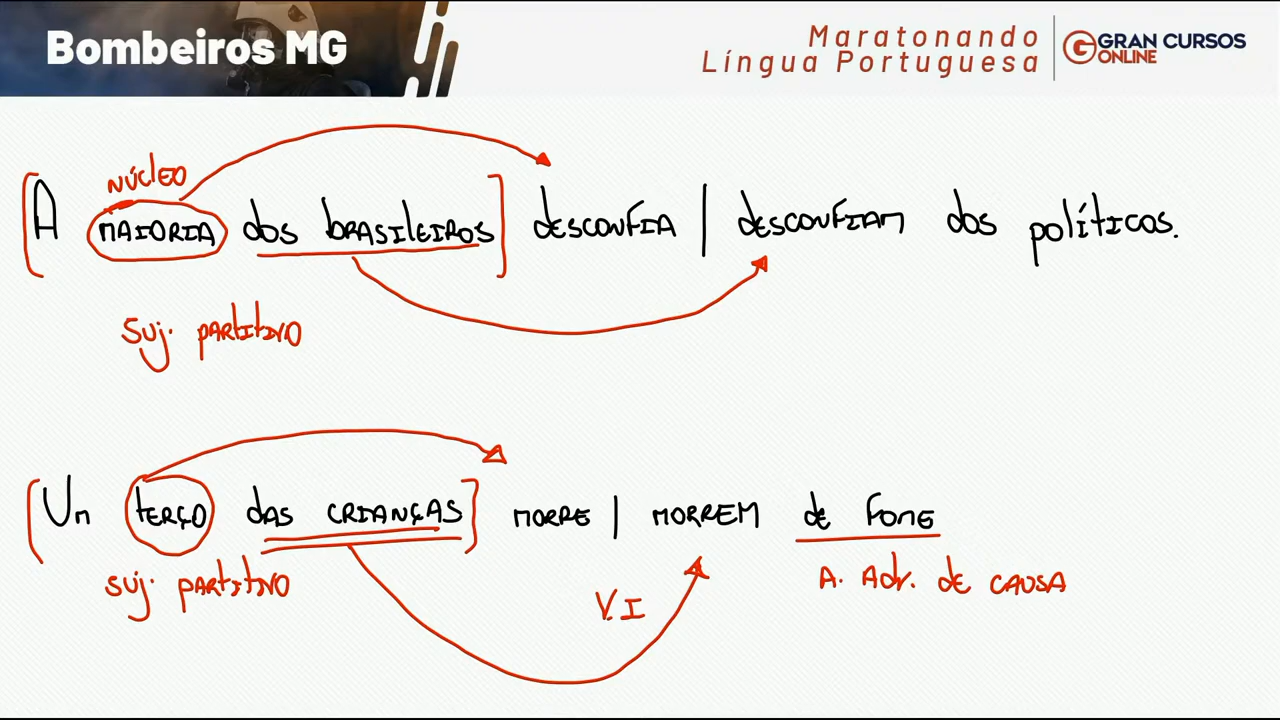 Bombeiros MG
Maratonando
Língua Portuguesa
GRAN CURSOS
ONLINE
NÚCLEO
[A MAIORIA dos brasileiros] desconfia | desconfiam dos políticos.
Suj. partitivo
[Um terço das crianças] morre | morrem de fome
suj. partitivo
V.I
A. Adv. de causa